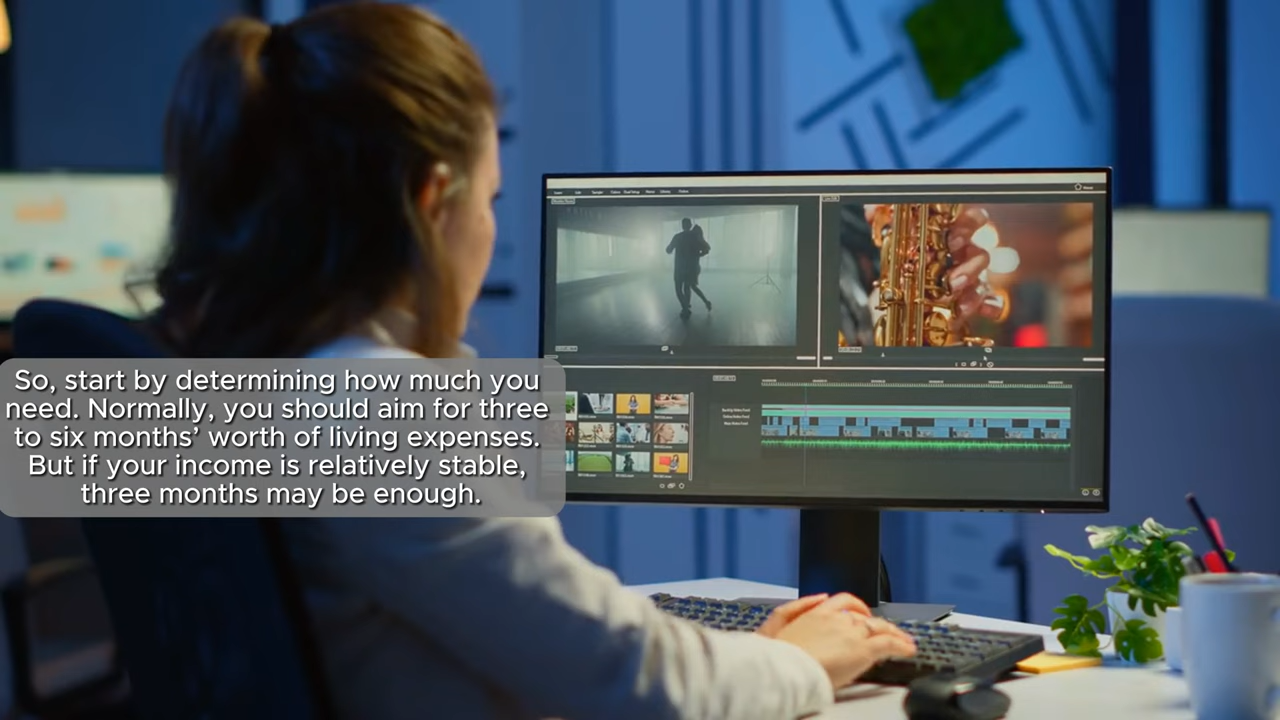 So, start by determining how much you
need. Normally, you should aim for three
to six months’ worth of living expenses.
But if your income is relatively stable,
three months may be enough.